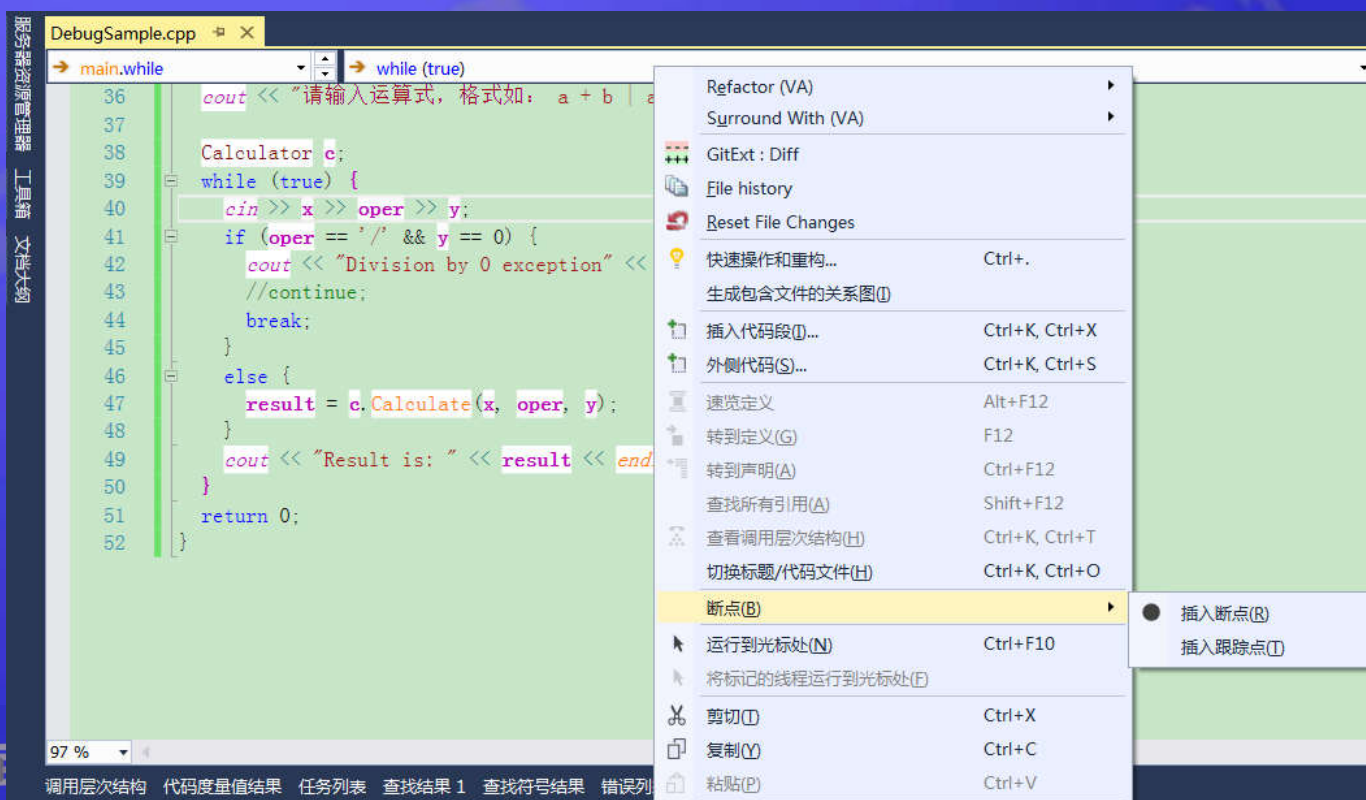 服务器资源管理器
工具箱
文档大纲
DebugSample.cpp
main.while
while (true)
36 cout << "请输入运算式，格式如： a + b | a
37
38 Calculator c;
39 while (true) {
40 cin >> x >> oper >> y;
41 if (oper == '/' && y == 0) {
42 cout << "Division by 0 exception" <<
43 //continue;
44 break;
45 }
46 else {
47 result = c.Calculate(x, oper, y);
48 }
49 cout << "Result is: " << result << end
50 }
51 return 0;
52 }
Refactor (VA)
Surround With (VA)
GitExt : Diff
File history
Reset File Changes
快速操作和重构... Ctrl+.
生成包含文件的关系图(I)
插入代码段(I)... Ctrl+K, Ctrl+X
外侧代码(S)... Ctrl+K, Ctrl+S
速览定义 Alt+F12
转到定义(G) F12
转到声明(A) Ctrl+F12
查找所有引用(A) Shift+F12
查看调用层次结构(H) Ctrl+K, Ctrl+T
切换标题/代码文件(H) Ctrl+K, Ctrl+O
断点(B)
插入断点(R)
插入跟踪点(T)
运行到光标处(N) Ctrl+F10
将标记的线程运行到光标处(F)
剪切(T) Ctrl+X
复制(Y) Ctrl+C
粘贴(P) Ctrl+V
97 %
调用层次结构 代码度量值结果 任务列表 查找结果 1 查找符号结果 错误列